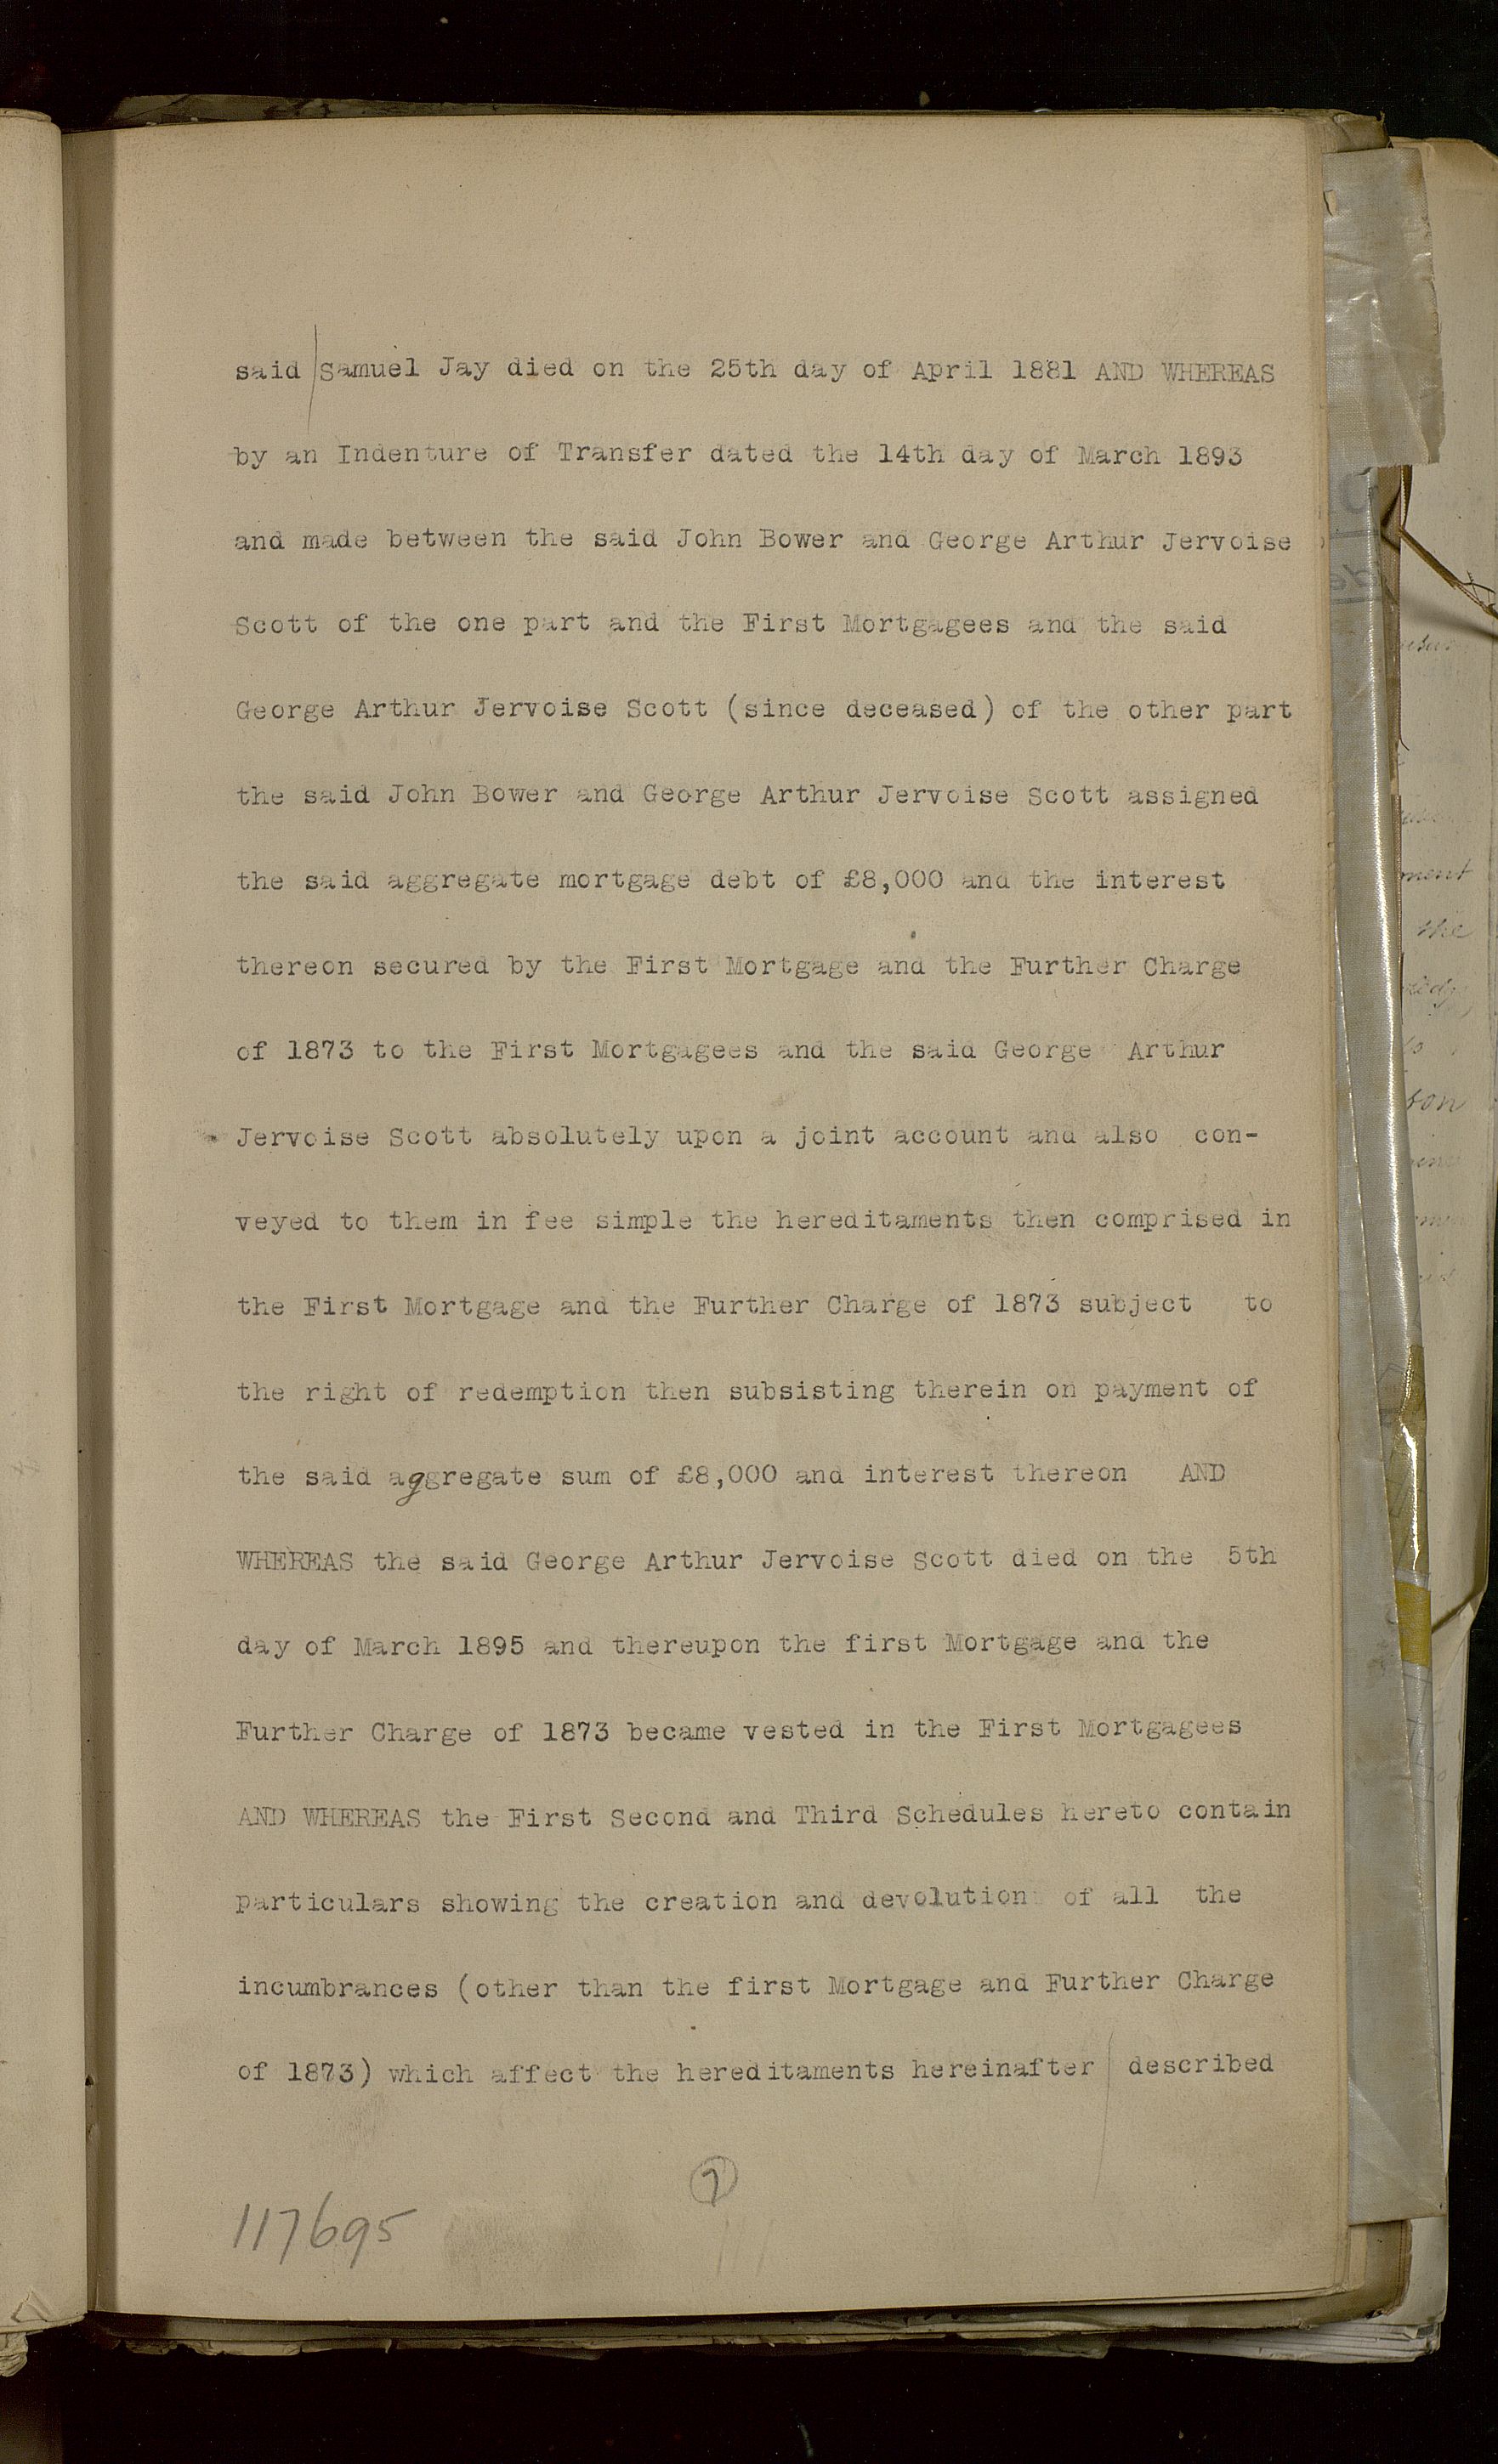 said Samuel Jay died on the 25th day of April 1881 AND WHEREAS
by an Indenture of Transfer dated the 14th day of March 1893
and made between the said John Bower and George Arthur Jervoise
Scott of the one part and the First Mortgagees and the said
George Arthur Jervoise Scott (since deceased) of the other part
the said John Bower and George Arthur Jervoise Scott assigned
the said aggregate mortgage debt of £8,000 and the interest
thereon secured by the First Mortgage and the Further Charge
of 1873 to the First Mortgagees and the said George Arthur
Jervoise Scott absolutely upon a joint account and also con-
veyed to them in fee simple the hereditaments then comprised in
the First Mortgage and the Further Charge of 1873 subject to
the right of redemption then subsisting therein on payment of
the said aggregate sum of £8,000 and interest thereon AND
WHEREAS the said George Arthur Jervoise Scott died on the 5th
day of March 1895 and thereupon the first Mortgage and the
Further Charge of 1873 became vested in the First Mortgagees
AND WHEREAS the First Second and Third Schedules hereto contain
particulars showing the creation and devolution of all the
incumbrances (other than the first Mortgage and Further Charge
of 1873) which affect the hereditaments hereinafter described
7
117695
the